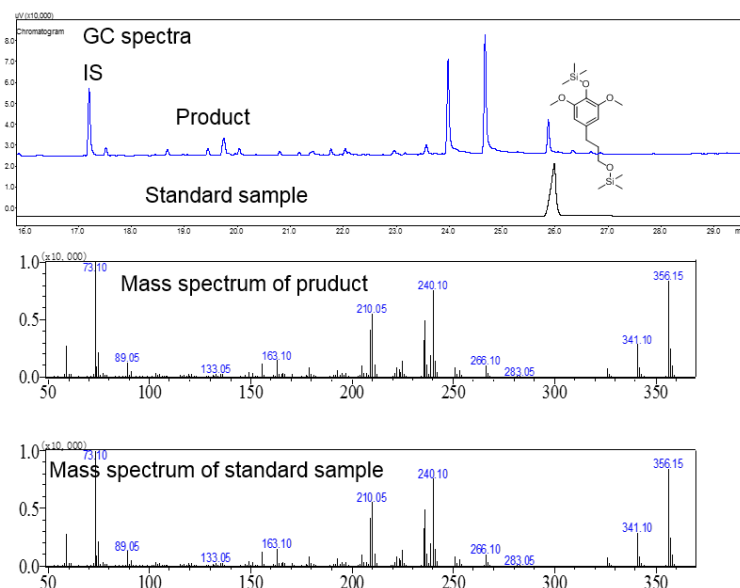 uV(x10,000)
Chromatogram
GC spectra
8.0
7.0
6.0
5.0
4.0
3.0
2.0
1.0
0.0
IS
Product
Standard sample
16.0 17.0 18.0 19.0 20.0 21.0 22.0 23.0 24.0 25.0 26.0 27.0 28.0 29.0 m
Si
O
O
O
O
Si
(x10,000)
1.0
0.5
0.0
Mass spectrum of pruduct
73.10
89.05
133.05
163.10
210.05
240.10
266.10
283.05
341.10
356.15
50 100 150 200 250 300 350
(x10,000)
1.0
0.5
0.0
Mass spectrum of standard sample
73.10
89.05
133.05
163.10
210.05
240.10
266.10
283.05
341.10
356.15
50 100 150 200 250 300 350